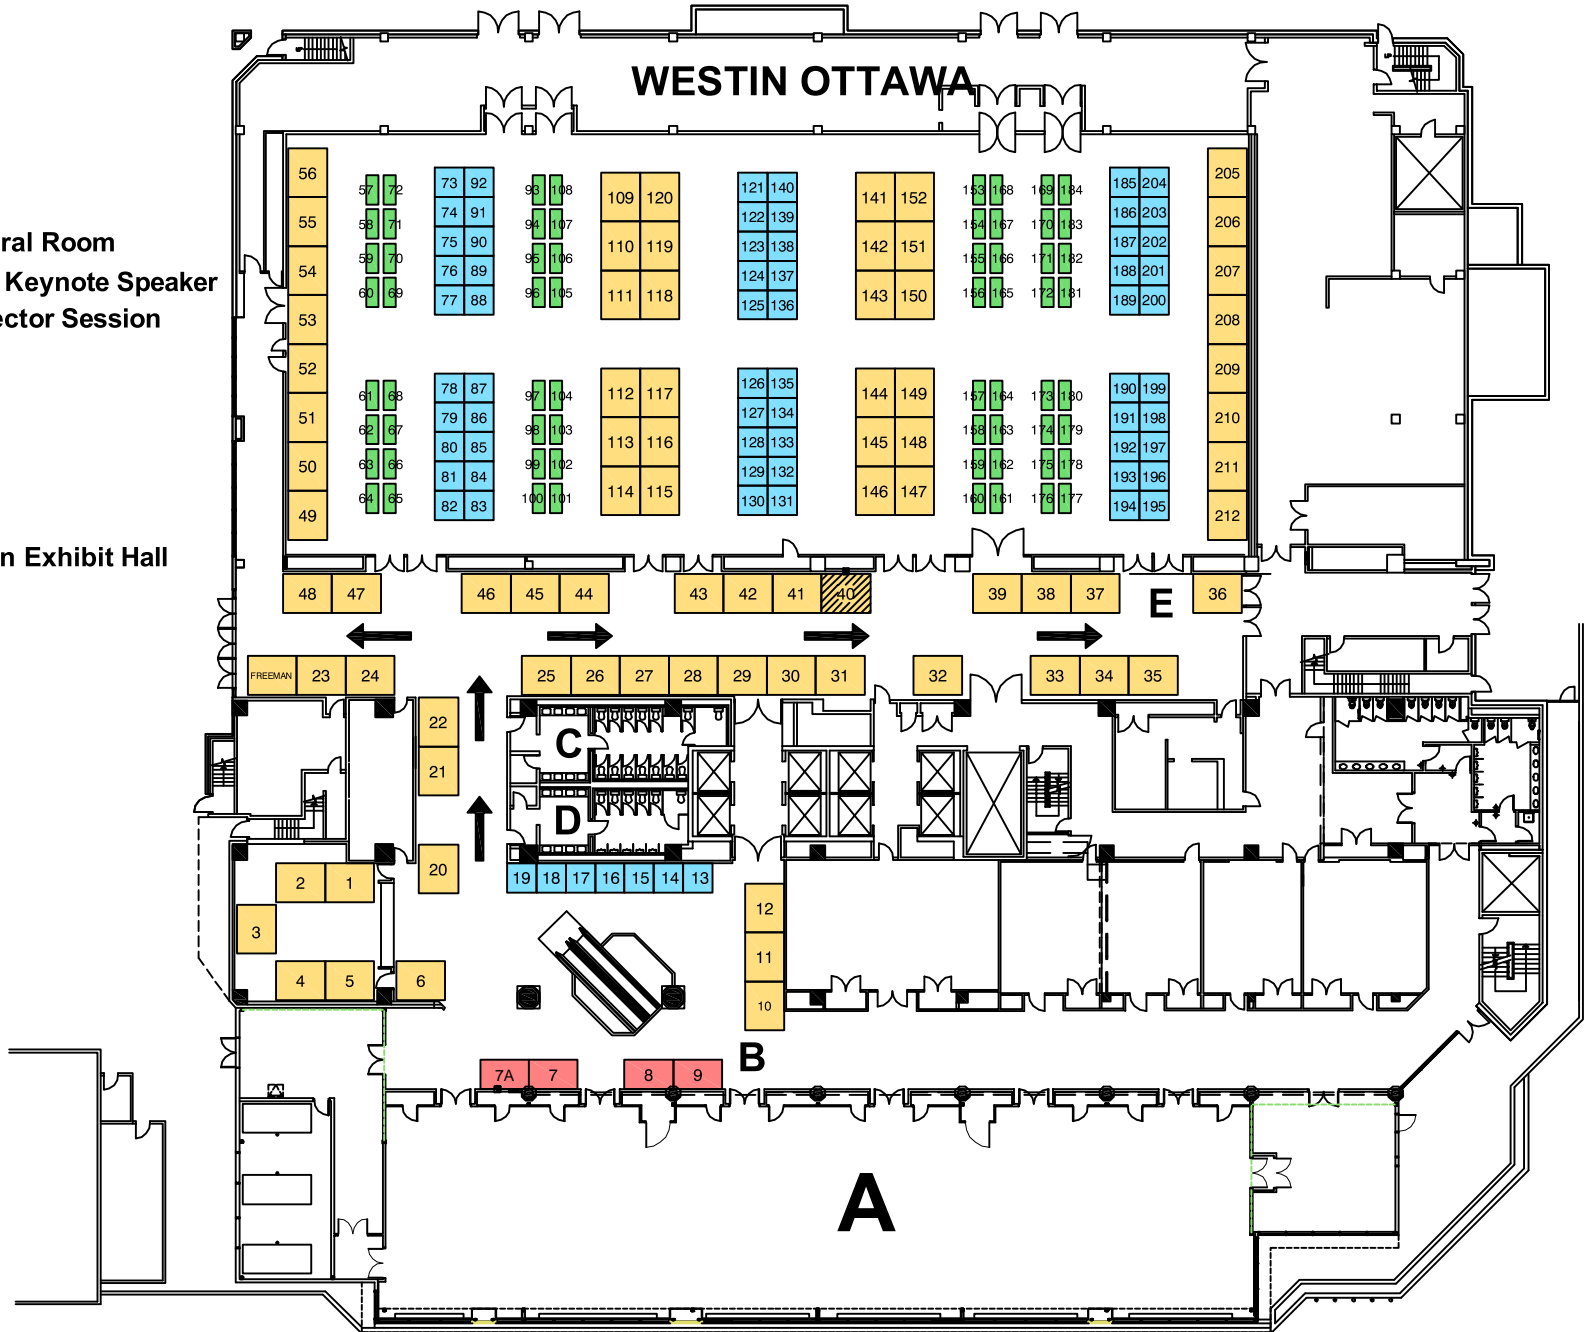 WESTIN OTTAWA
ral Room
Keynote Speaker
ector Session
n Exhibit Hall
56 57 72 73 92 93 108 109 120 121 140 141 152 153 168 169 184 185 204 205
55 58 71 74 91 94 107 110 119 122 139 142 151 154 167 170 183 186 203 206
54 59 70 75 90 95 106 111 118 123 138 143 150 155 166 171 182 187 202 207
53 60 69 76 89 96 105 124 137 156 165 172 181 188 201 208
77 88 125 136 189 200
52 61 68 78 87 97 104 112 117 126 135 144 149 157 164 173 180 190 199 209
51 62 67 79 86 98 103 113 116 127 134 145 148 158 163 174 179 191 198 210
50 63 66 80 85 99 102 114 115 128 133 146 147 159 162 175 178 192 197 211
49 64 65 81 84 100 101 129 132 160 161 176 177 193 196 212
82 83 130 131 194 195
48 47 46 45 44 43 42 41 40 39 38 37 E 36
FREEMAN 23 24 25 26 27 28 29 30 31 32 33 34 35
22
C
21
D
20
19 18 17 16 15 14 13
2 1
12
3
11
4 5 6
10
B
7A 7 8 9
A